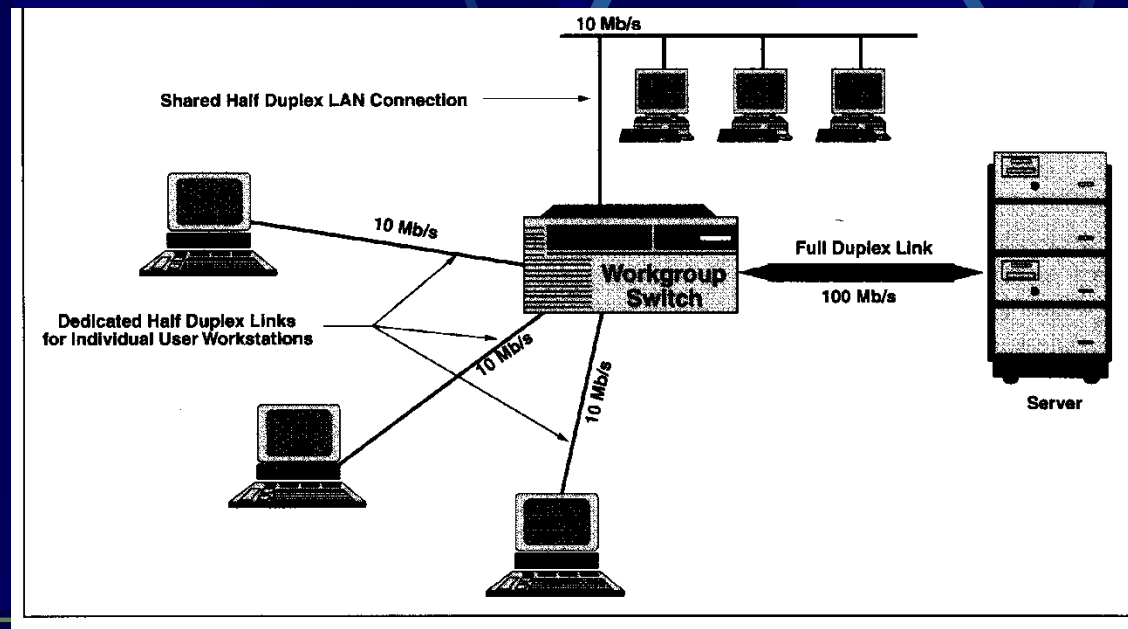 10 Mb/s
Shared Half Duplex LAN Connection
10 Mb/s
Workgroup
Switch
Full Duplex Link
100 Mb/s
Dedicated Half Duplex Links
for Individual User Workstations
10 Mb/s
10 Mb/s
Server